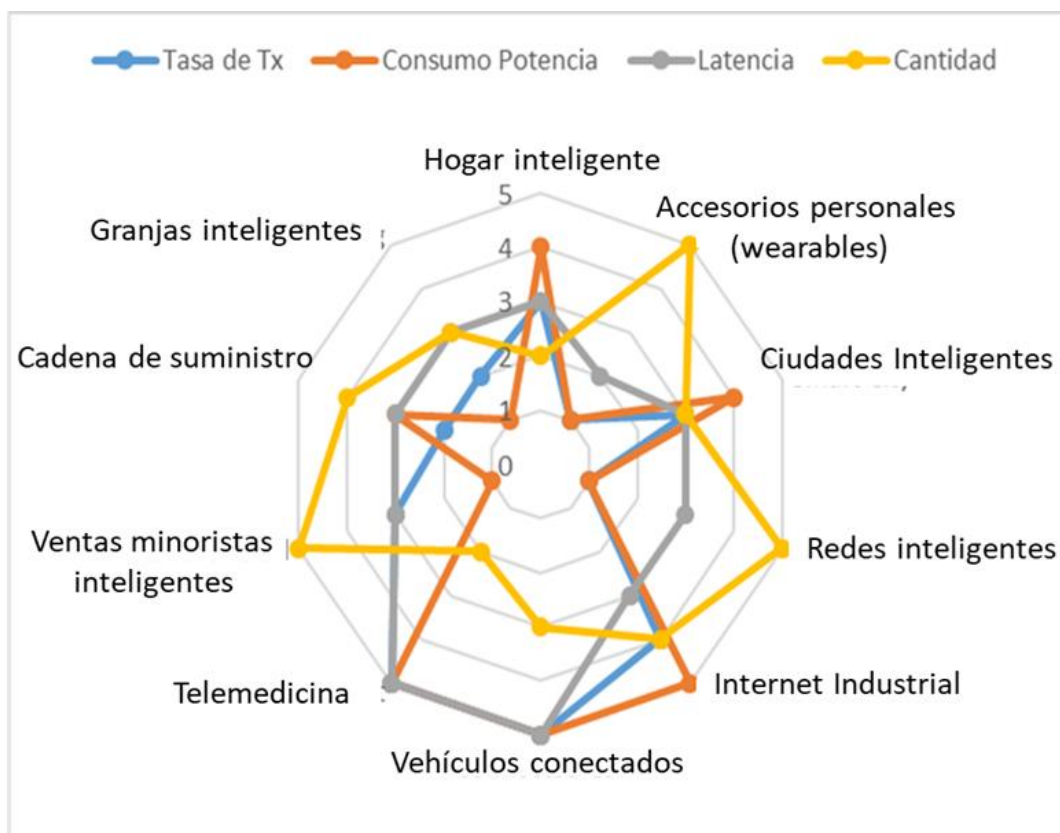 Tasa de Tx Consumo Potencia Latencia Cantidad
Hogar inteligente
Accesorios personales
(wearables)
Granjas inteligentes
Cadena de suministro
Ciudades Inteligentes
5
4
3
2
1
0
Ventas minoristas
inteligentes
Redes inteligentes
Telemedicina
Internet Industrial
Vehículos conectados